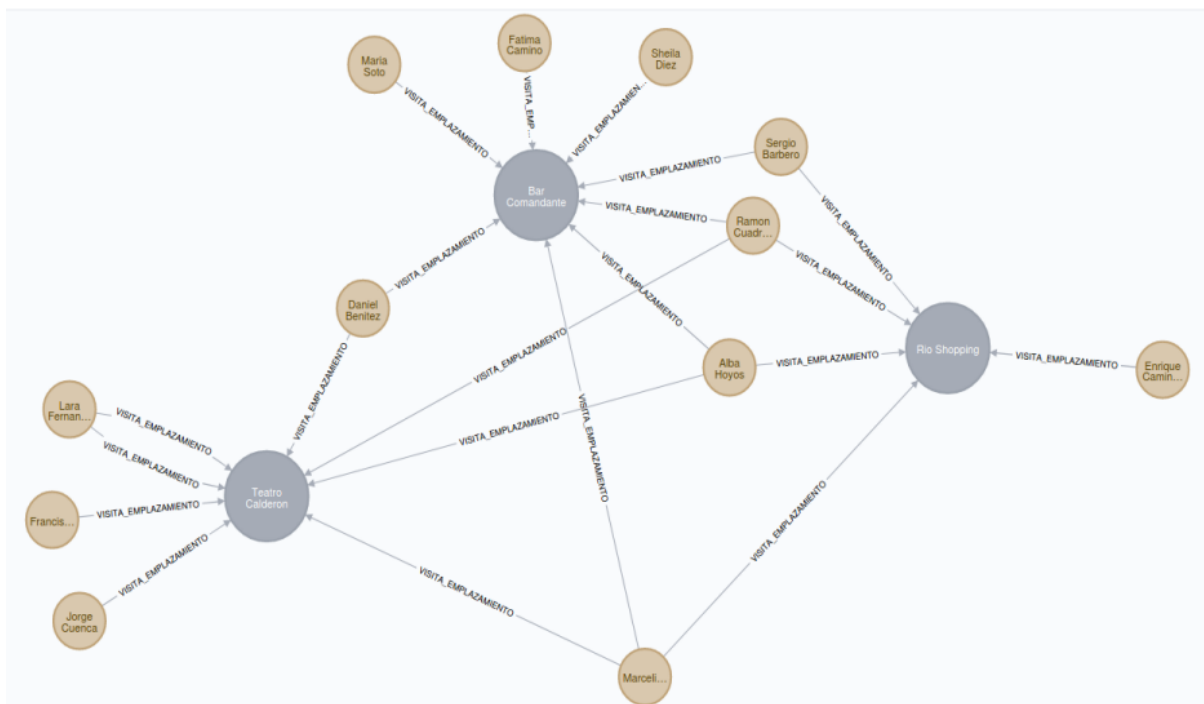 Fatima
Camino
Maria
Soto
Sheila
Diez
VISITA_EMPLAZAMIENTO
VISITA_EMP...
VISITA_EMPLAZAMIEN...
Sergio
Barbero
VISITA_EMPLAZAMIENTO
Bar
Comandante
VISITA_EMPLAZAMIENTO
Ramon
Cuadr...
VISITA_EMPLAZAMIENTO
VISITA_EMPLAZAMIENTO
VISITA_EMPLAZAMIENTO
VISITA_EMPLAZAMIENTO
Daniel
Benitez
VISITA_EMPLAZAMIENTO
Rio Shopping
Alba
Hoyos
VISITA_EMPLAZAMIENTO
VISITA_EMPLAZAMIENTO
Enrique
Camin...
VISITA_EMPLAZAMIENTO
Lara
Fernan...
VISITA_EMPLAZAMIENTO
VISITA_EMPLAZAMIENTO
VISITA_EMPLAZAMIENTO
VISITA_EMPLAZAMIENTO
VISITA_EMPLAZAMIENTO
Teatro
Calderon
Francis...
VISITA_EMPLAZAMIENTO
VISITA_EMPLAZAMIENTO
VISITA_EMPLAZAMIENTO
VISITA_EMPLAZAMIENTO
Jorge
Cuenca
Marceli...